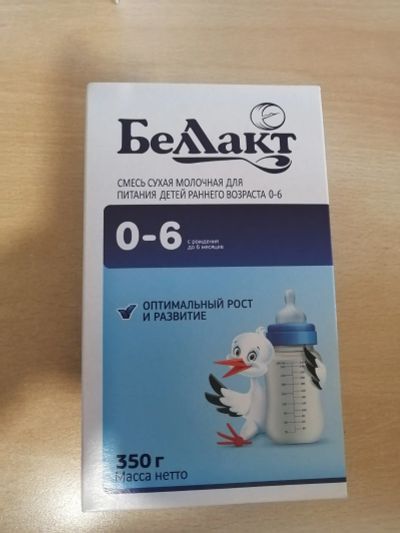 Беллакт
СМЕСЬ СУХАЯ МОЛОЧНАЯ ДЛЯ
ПИТАНИЯ ДЕТЕЙ РАННЕГО ВОЗРАСТА 0-6
0-6
с рождения
до 6 месяцев
ОПТИМАЛЬНЫЙ РОСТ
И РАЗВИТИЕ
350 г
Масса нетто